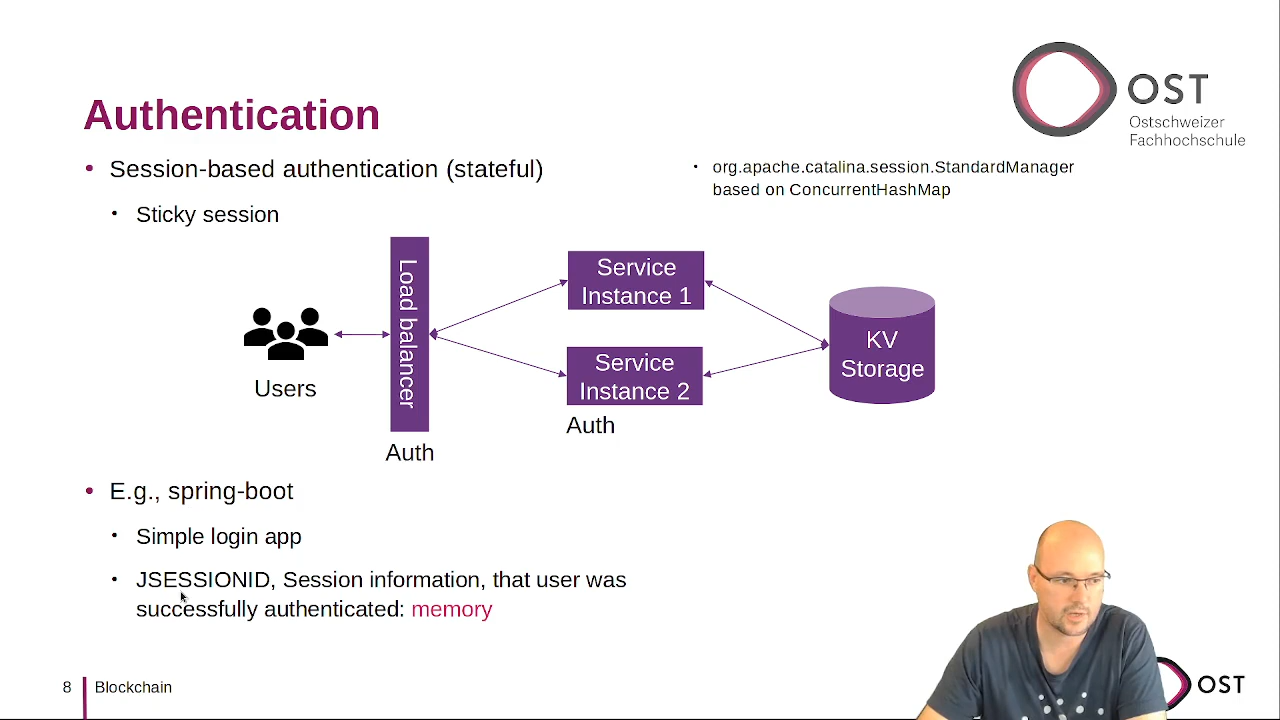 OST
Ostschweizer
Fachhochschule
Authentication
Session-based authentication (stateful)
Sticky session
org.apache.catalina.session.StandardManager
based on ConcurrentHashMap
Users
Load balancer
Auth
Service
Instance 1
Service
Instance 2
Auth
KV
Storage
E.g., spring-boot
Simple login app
JSESSIONID, Session information, that user was
successfully authenticated: memory
8
Blockchain
OST